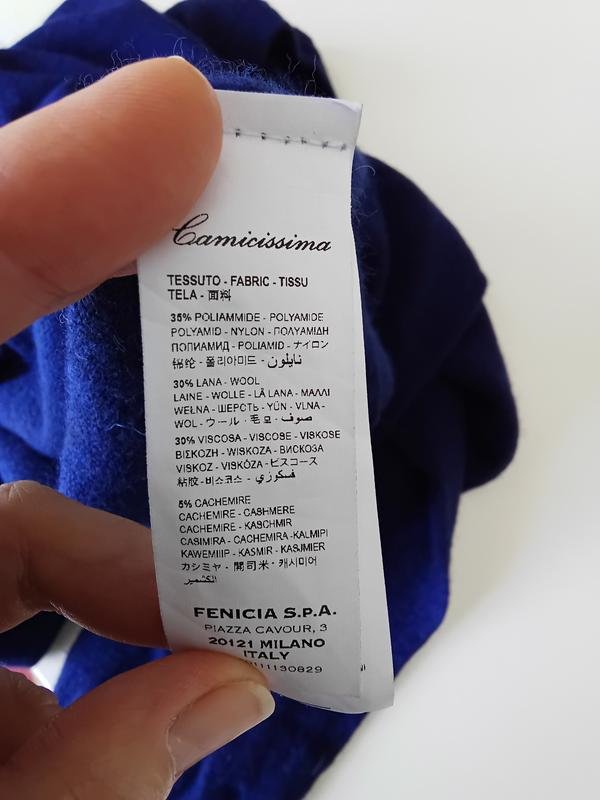 Camicissima
TESSUTO - FABRIC - TISSU
TELA - 面料
35% POLIAMMIDE - POLYAMIDE
POLYAMID - NYLON - ΠΟΛΥΑΜΙΔΗ
ПОЛИАМИД - POLIAMID - ナイロン
锦纶 - 폴리아미드 - نايلون
30% LANA - WOOL
LAINE - WOLLE - LÃ LANA - ΜΑΛΛΙ
WEŁNA - ШЕРСТЬ - YÜN - VLNA -
WOL - ウール - 毛 모 - صوف
30% VISCOSA - VISCOSE - VISKOSE
ΒΙΣΚΟΖΗ - WISKOZA - ВИСКОЗА
VISKOZ - VISKÓZA - ビスコース
粘胶 - 비스코스 - فسكوزي
5% CACHEMIRE
CACHEMIRE - CASHMERE
CACHEMIRE - KASCHMIR
CASIMIRA - CACHEMIRA - KALMIPI
KAWEMIIP - KASMIR - KASJMIER
カシミヤ - 開司米 - 캐시미어
الكشمير
FENICIA S.P.A.
PIAZZA CAVOUR, 3
20121 MILANO
ITALY